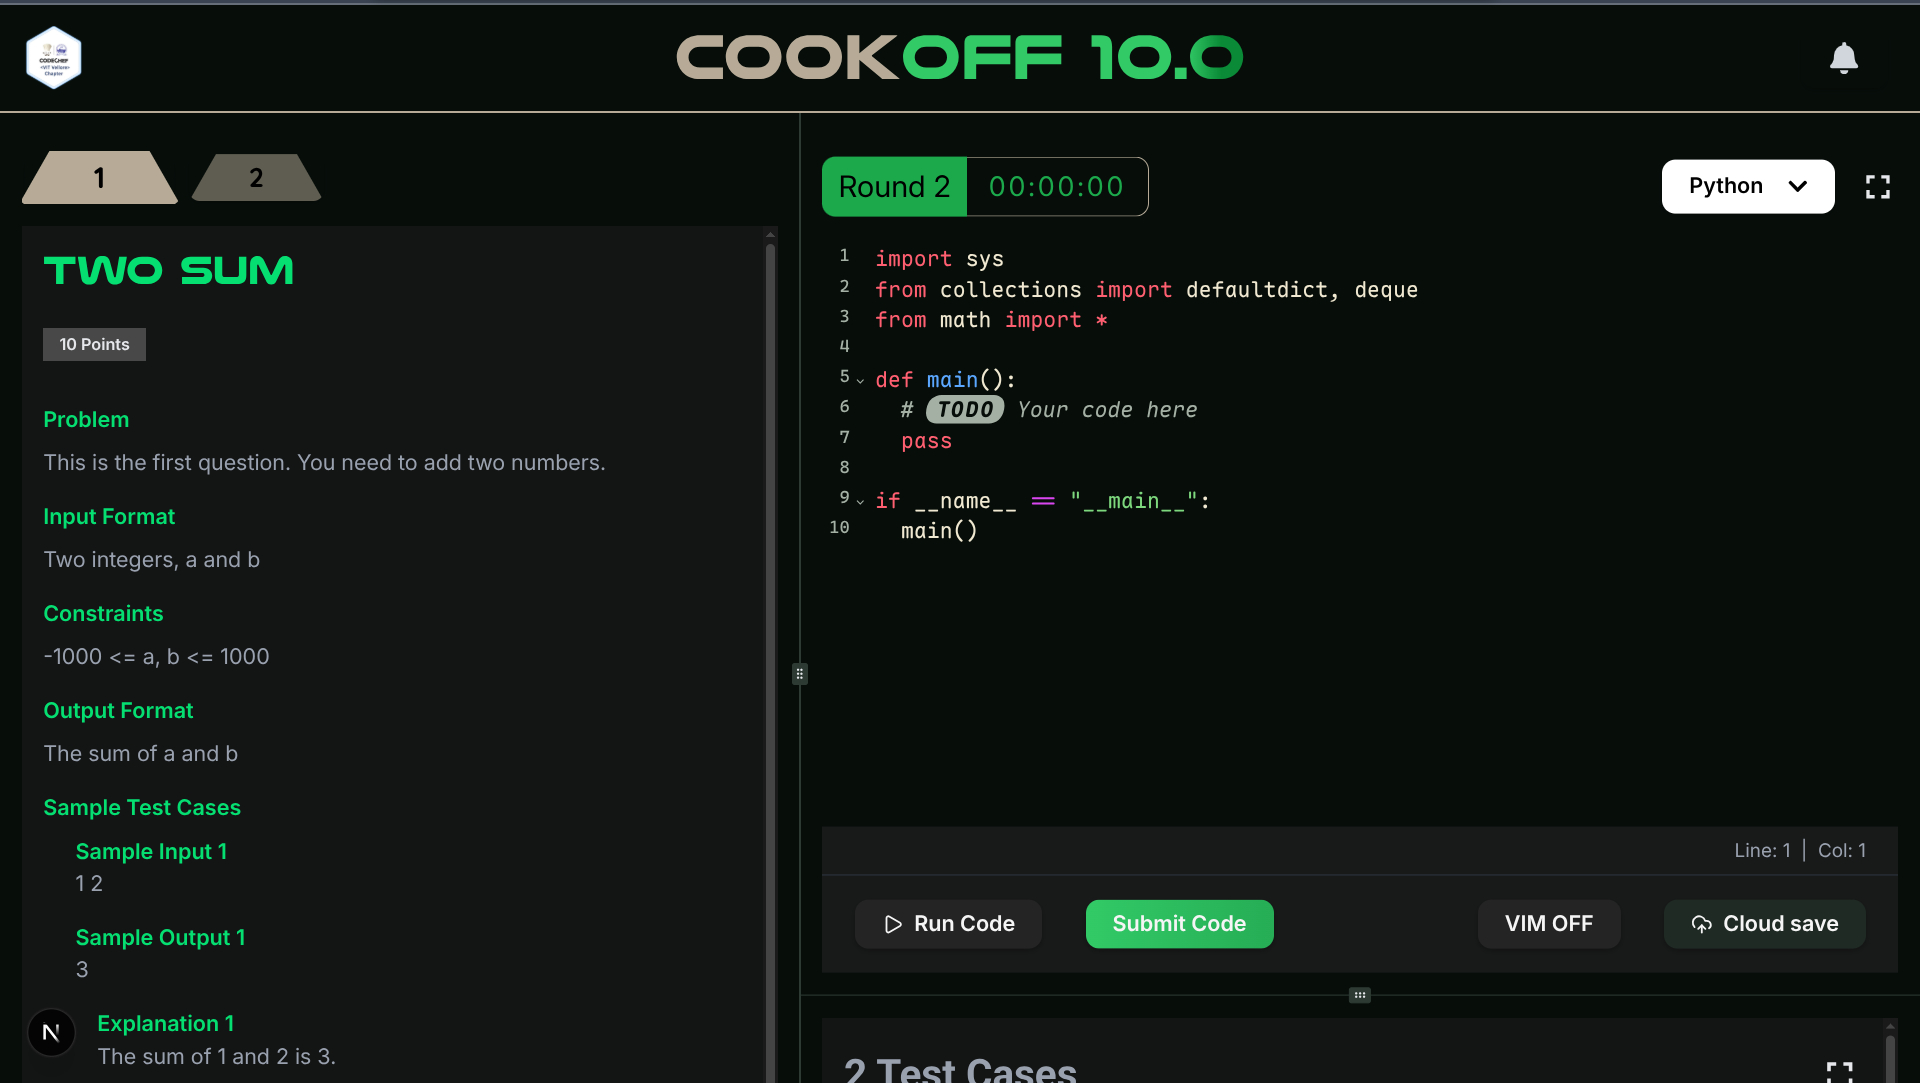 CODECHEF
<VIT Vellore>
Chapter
COOKOFF 10.0
1
2
TWO SUM
10 Points
Problem
This is the first question. You need to add two numbers.
Input Format
Two integers, a and b
Constraints
-1000 <= a, b <= 1000
Output Format
The sum of a and b
Sample Test Cases
Sample Input 1
1 2
Sample Output 1
3
Explanation 1
The sum of 1 and 2 is 3.
N
Round 2
00:00:00
Python
1 import sys
2 from collections import defaultdict, deque
3 from math import *
4
5 def main():
6 # TODO Your code here
7 pass
8
9 if __name__ == "__main__":
10 main()
Line: 1 | Col: 1
Run Code
Submit Code
VIM OFF
Cloud save
2 Test Cases